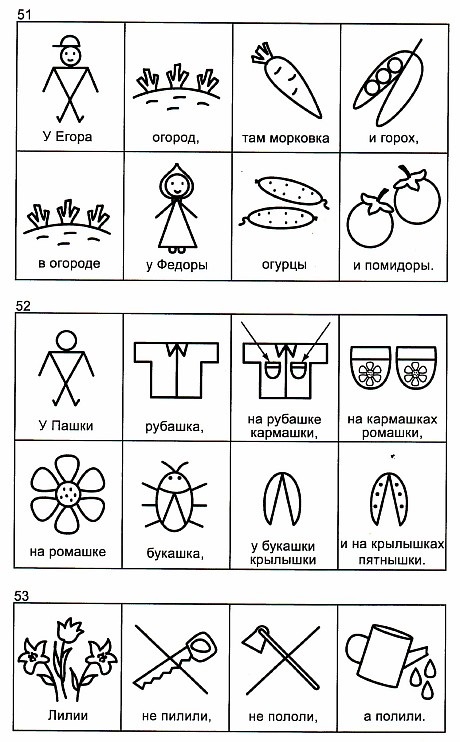 51
У Егора огород, там морковка и горох,
в огороде у Федоры огурцы и помидоры.
52
У Пашки рубашка, на рубашке кармашки, на кармашках ромашки,
на ромашке букашка, у букашки крылышки и на крылышках пятнышки.
53
Лилии не пилили, не пололи, а полили.